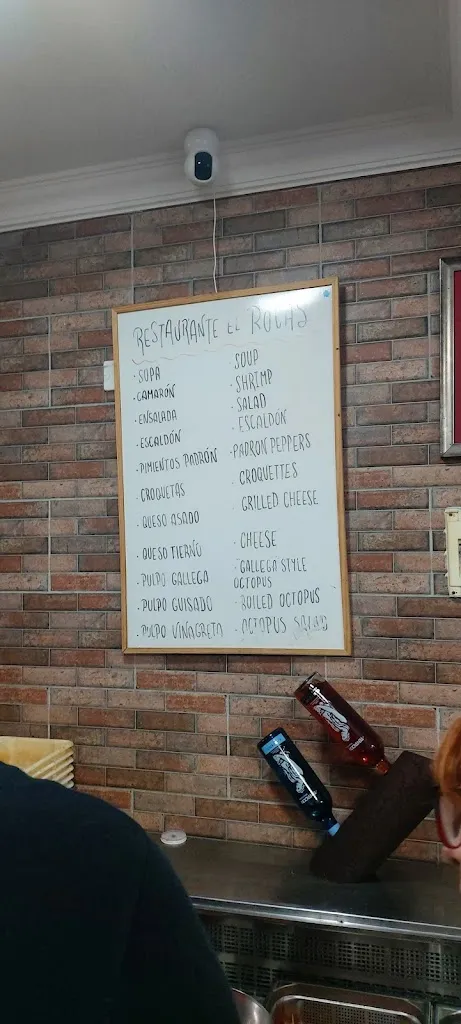 RESTAURANTE EL ROCAS
· SOPA
· CAMARÓN
· ENSALADA
· ESCALDÓN
· PIMIENTOS PADRÓN
· CROQUETAS
· QUESO ASADO
· QUESO TIERNO
· PULPO GALLEGA
· PULPO GUISADO
· PULPO VINAGRETA
· SOUP
· SHRIMP
· SALAD
· ESCALDÓN
· PADRON PEPPERS
· CROQUETTES
· GRILLED CHEESE
· CHEESE
· GALLEGA STYLE
OCTOPUS
· BOILED OCTOPUS
· OCTOPUS SALAD